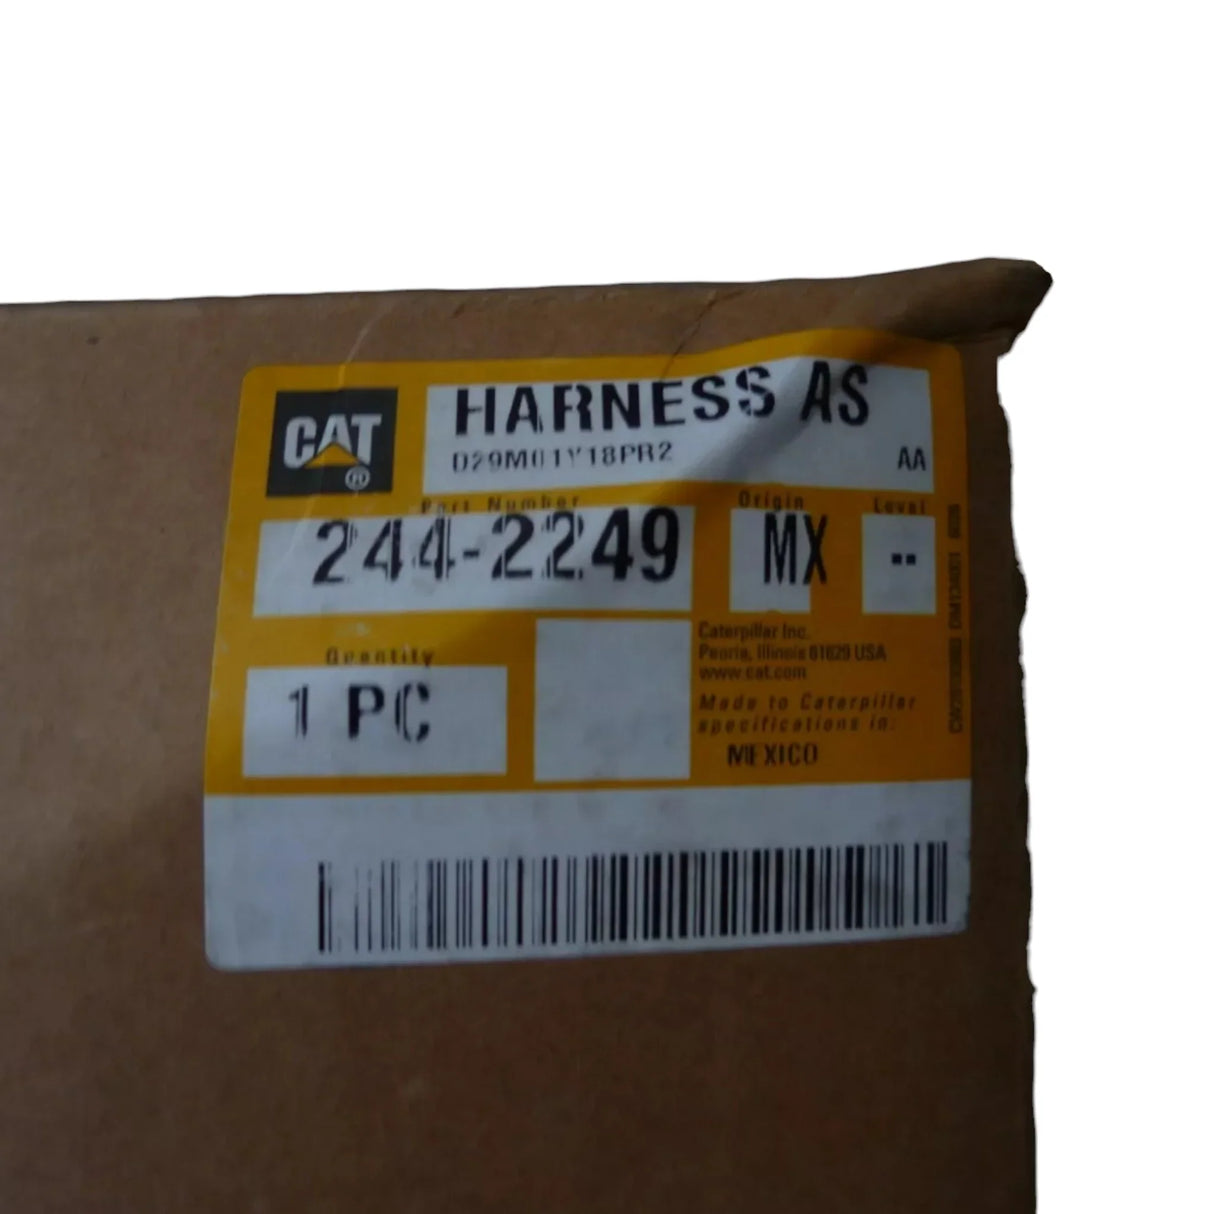 CAT
®
HARNESS AS
D29M01Y18PR2 AA
Part Number Origin Level
244-2249 MX --
Caterpillar Inc.
Peoria, Illinois 61629 USA
www.cat.com
Quantity
1 PC
Made to Caterpillar
specifications in:
MEXICO